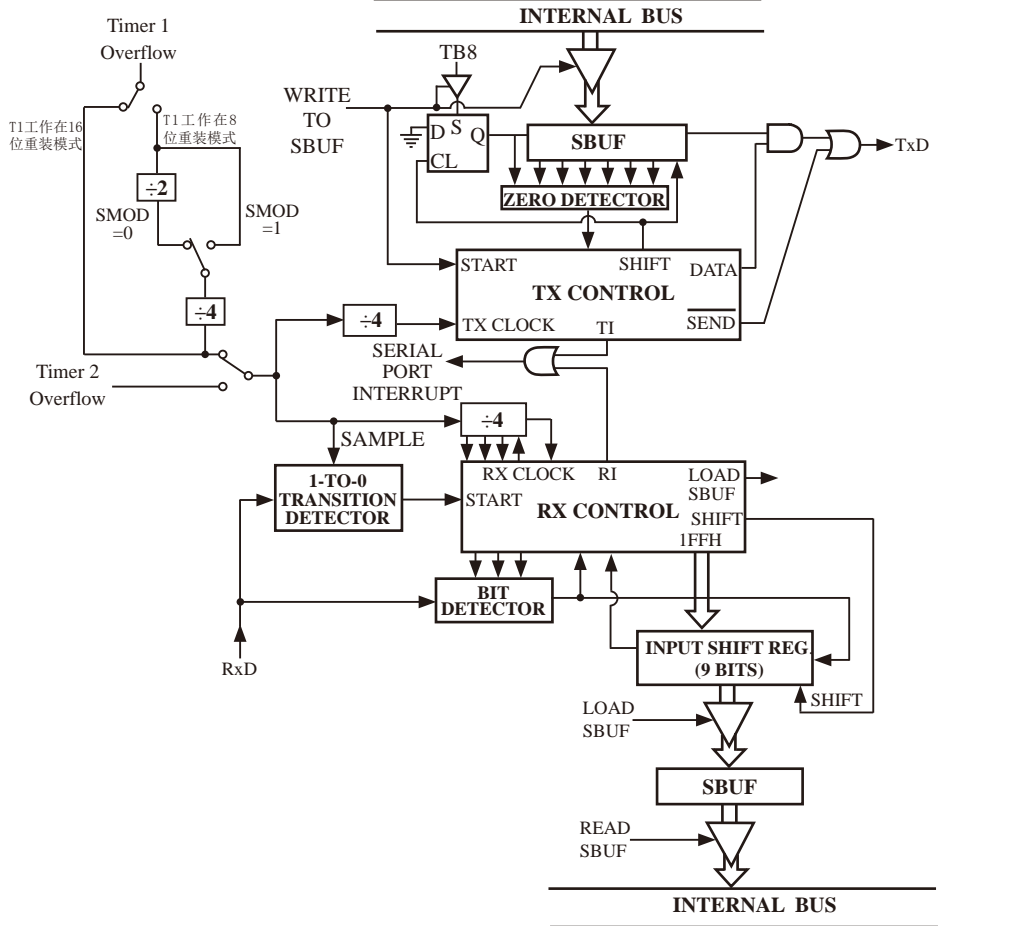 INTERNAL BUS
Timer 1
Overflow
TB8
WRITE
TO
SBUF
D
S
Q
CL
SBUF
TxD
T1工作在16
位重装模式
T1工作在8
位重装模式
÷2
ZERO DETECTOR
SMOD
=0
SMOD
=1
START
SHIFT
DATA
TX CONTROL
÷4
÷4
TX CLOCK
TI
SEND
SERIAL
PORT
INTERRUPT
Timer 2
Overflow
÷4
SAMPLE
RX CLOCK
RI
LOAD
SBUF
1-TO-0
TRANSITION
DETECTOR
START
RX CONTROL
SHIFT
1FFH
BIT
DETECTOR
RxD
INPUT SHIFT REG.
(9 BITS)
SHIFT
LOAD
SBUF
SBUF
READ
SBUF
INTERNAL BUS